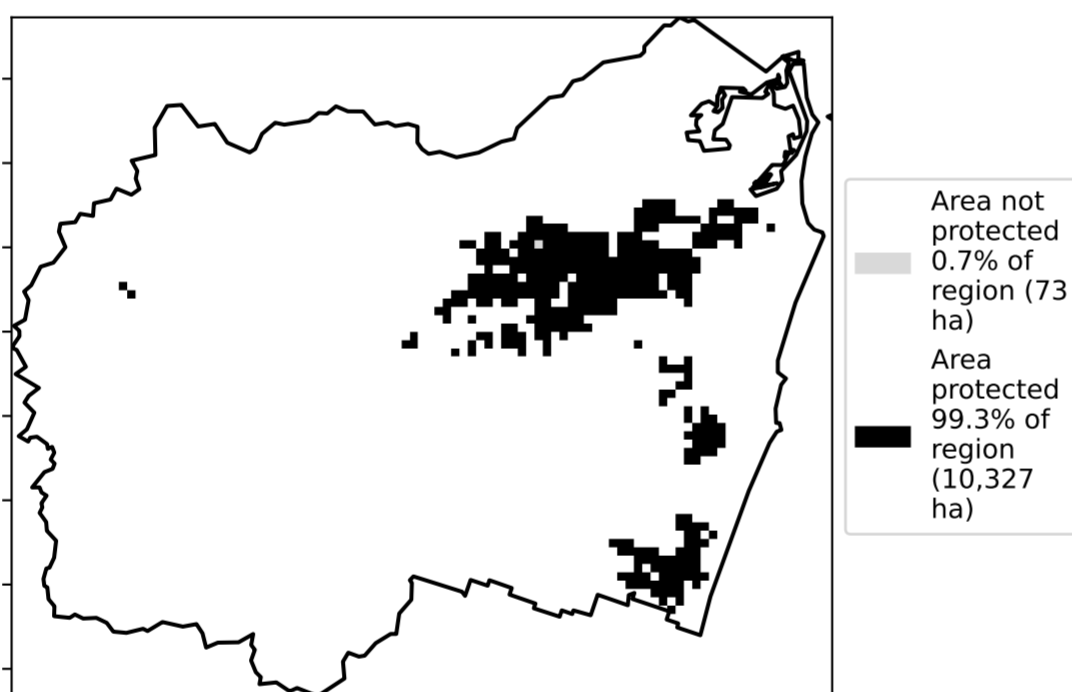 Area not
protected
0.7% of
region (73
ha)
Area
protected
99.3% of
region
(10,327
ha)